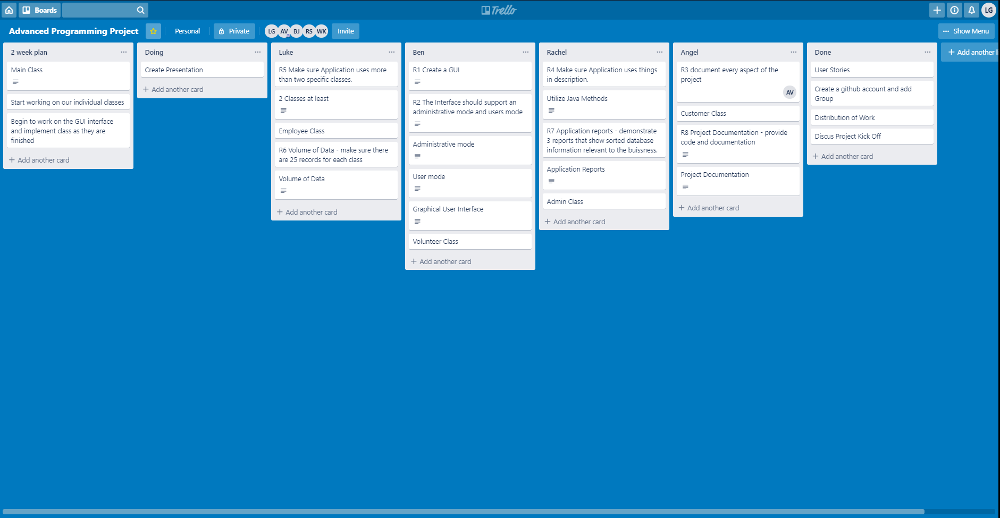 Boards
Trello
LG
Advanced Programming Project
Personal
Private
LG AV BJ RS WK
Invite
Show Menu
2 week plan
Main Class
Start working on our individual classes
Begin to work on the GUI interface
and implement class as they are
finished
Add another card
Doing
Create Presentation
Add another card
Luke
R5 Make sure Application uses more
than two specific classes.
2 Classes at least
Employee Class
R6 Volume of Data - make sure there
are 25 records for each class
Volume of Data
Add another card
Ben
R1 Create a GUI
R2 The Interface should support an
administrative mode and users mode
Administrative mode
User mode
Graphical User Interface
Volunteer Class
Add another card
Rachel
R4 Make sure Application uses things
in description.
Utilize Java Methods
R7 Application reports - demonstrate
3 reports that show sorted database
information relevant to the buissness.
Application Reports
Admin Class
Add another card
Angel
R3 document every aspect of the
project
AV
Customer Class
R8 Project Documentation - provide
code and documentation
Project Documentation
Add another card
Done
User Stories
Create a github account and add
Group
Distribution of Work
Discus Project Kick Off
Add another card
Add another l